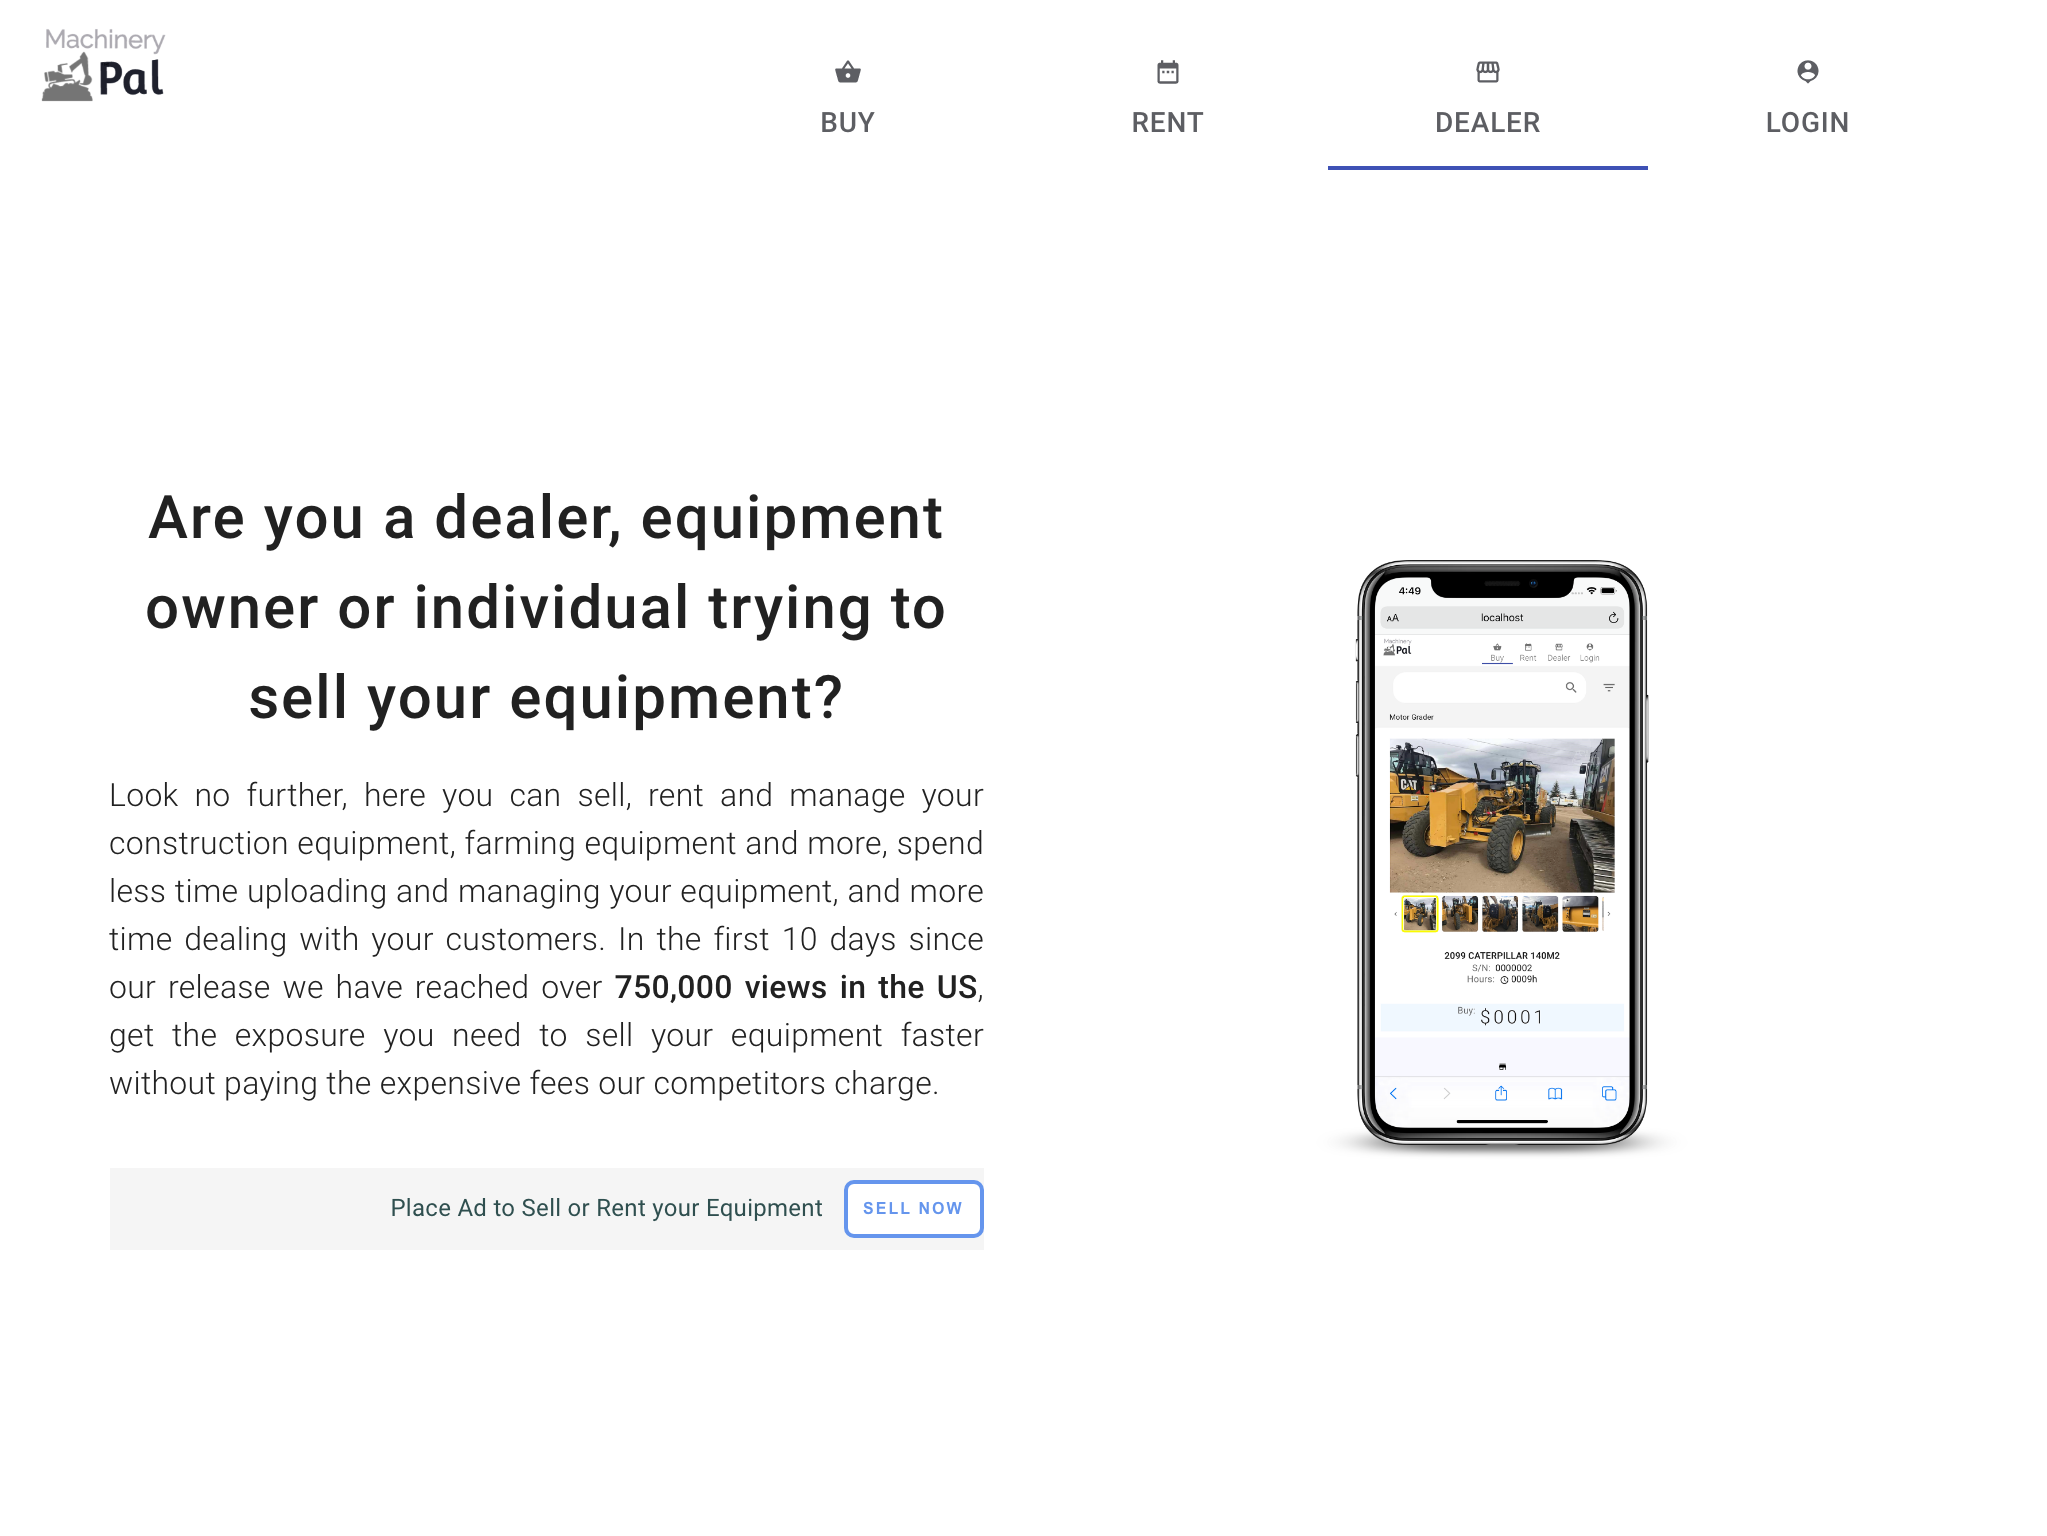 Machinery
Pal
BUY
RENT
DEALER
LOGIN
Are you a dealer, equipment
owner or individual trying to
sell your equipment?
Look no further, here you can sell, rent and manage your
construction equipment, farming equipment and more, spend
less time uploading and managing your equipment, and more
time dealing with your customers. In the first 10 days since
our release we have reached over 750,000 views in the US,
get the exposure you need to sell your equipment faster
without paying the expensive fees our competitors charge.
Place Ad to Sell or Rent your Equipment
SELL NOW
4:49
AA
localhost
Machinery
Pal
Buy
Rent
Dealer
Login
Motor Grader
CAT
2099 CATERPILLAR 140M2
S/N: 0000002
Hours: 0009h
Buy: $0001